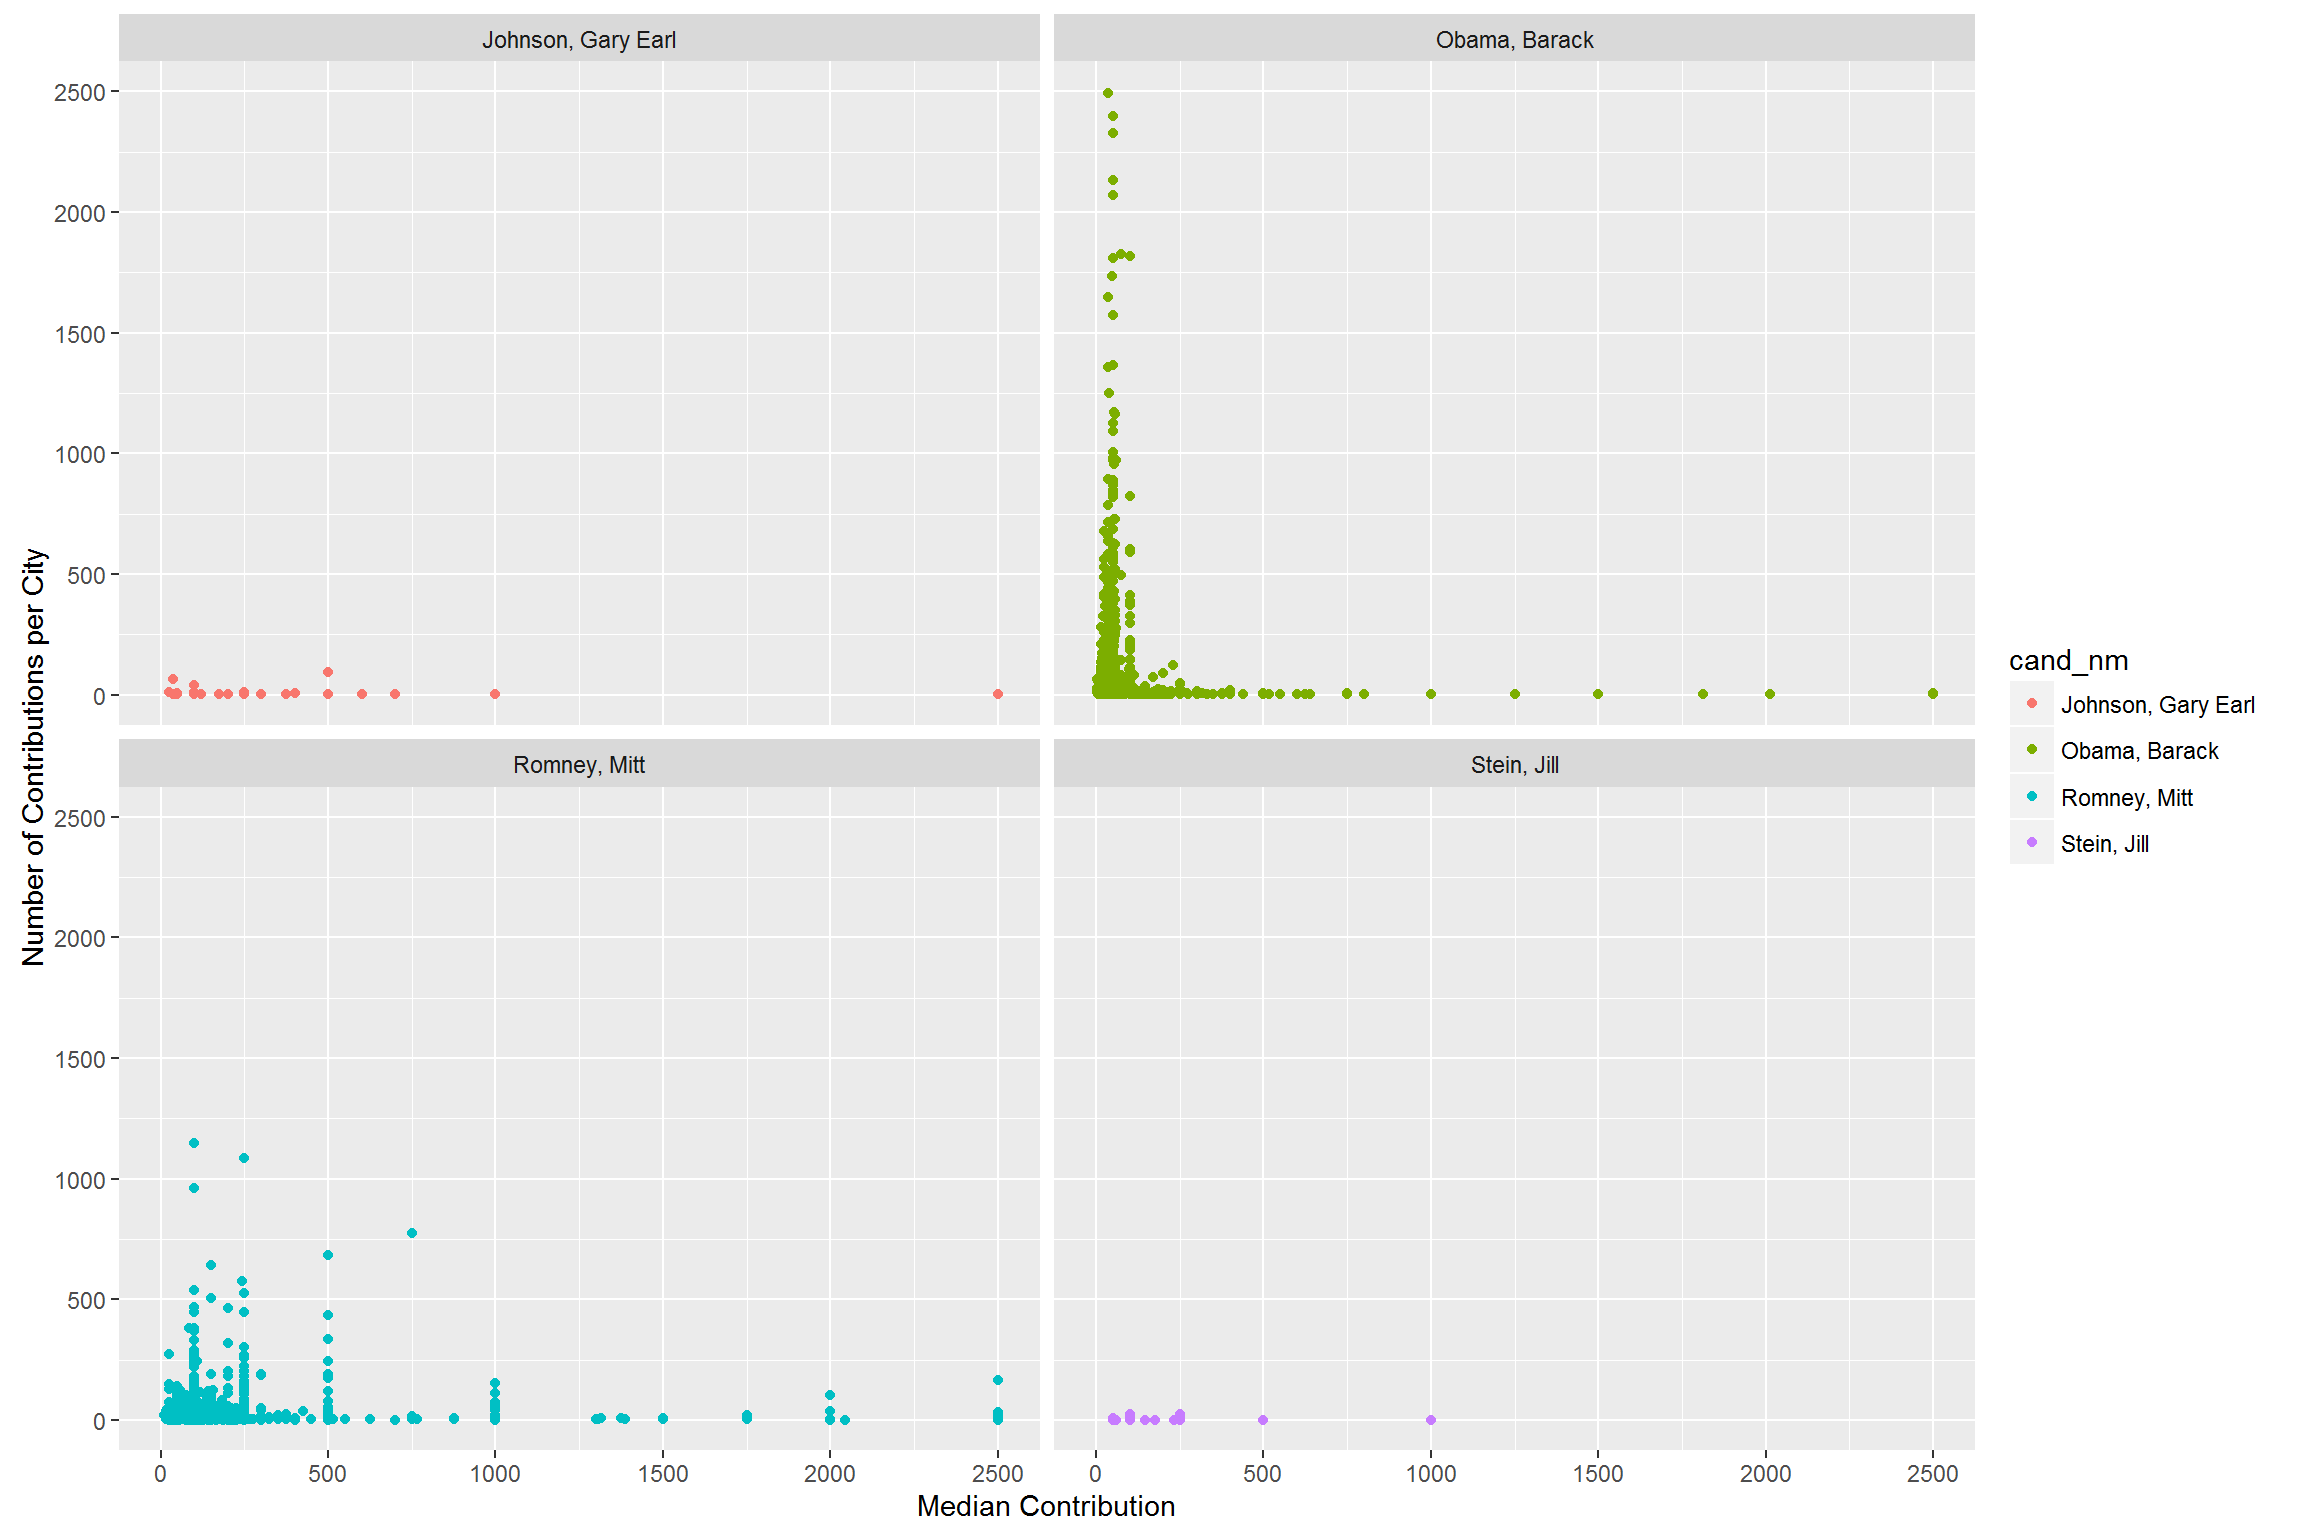 Johnson, Gary Earl
Obama, Barack
2500
2000
1500
1000
500
0
Romney, Mitt
Stein, Jill
2500
2000
1500
1000
500
0
0 500 1000 1500 2000 2500
0 500 1000 1500 2000 2500
Median Contribution
Number of Contributions per City
cand_nm
Johnson, Gary Earl
Obama, Barack
Romney, Mitt
Stein, Jill